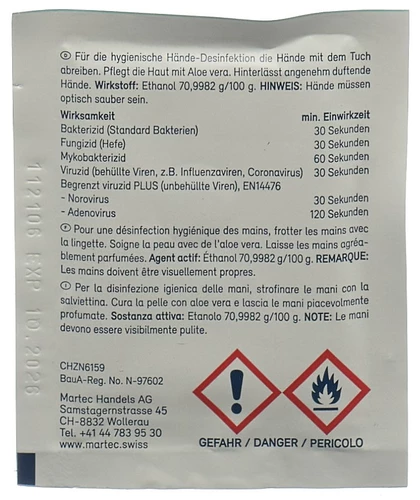 D Für die hygienische Hände-Desinfektion die Hände mit dem Tuch
abreiben. Pflegt die Haut mit Aloe vera. Hinterlässt angenehm duftende
Hände. Wirkstoff: Ethanol 70,9982 g/100 g. HINWEIS: Hände müssen
optisch sauber sein.
Wirksamkeit min. Einwirkzeit
Bakterizid (Standard Bakterien) 30 Sekunden
Fungizid (Hefe) 30 Sekunden
Mykobakterizid 60 Sekunden
Viruzid (behüllte Viren, z.B. Influenzaviren, Coronavirus) 30 Sekunden
Begrenzt viruzid PLUS (unbehüllte Viren), EN14476
- Norovirus 30 Sekunden
- Adenovirus 120 Sekunden
F Pour une désinfection hygiénique des mains, frotter les mains avec
la lingette. Soigne la peau avec de l'aloe vera. Laisse les mains agréa-
blement parfumées. Agent actif: Éthanol 70,9982 g/100 g. REMARQUE:
Les mains doivent être visuellement propres.
I Per la disinfezione igienica delle mani, strofinare le mani con la
salviettina. Cura la pelle con aloe vera e lascia le mani piacevolmente
profumate. Sostanza attiva: Etanolo 70,9982 g/100 g. NOTE: Le mani
devono essere visibilmente pulite.
CHZN6159
BauA-Reg. No. N-97602
Martec Handels AG
Samstagernstrasse 45
CH-8832 Wollerau
Tel. +41 44 783 95 30
www.martec.swiss
GEFAHR / DANGER / PERICOLO
112106 EXP 10.2026